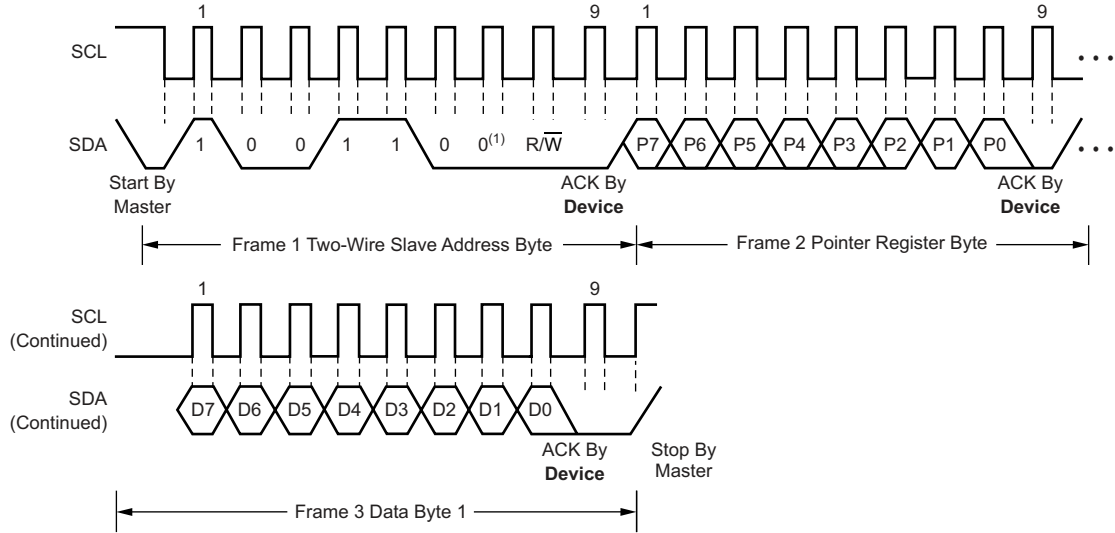 1 9 1 9
SCL
SDA 1 0 0 1 1 0 0(1) R/W̅ P7 P6 P5 P4 P3 P2 P1 P0
Start By Master
ACK By Device
ACK By Device
Frame 1 Two-Wire Slave Address Byte
Frame 2 Pointer Register Byte
1 9
SCL
(Continued)
SDA
(Continued)
D7 D6 D5 D4 D3 D2 D1 D0
ACK By
Device
Stop By
Master
Frame 3 Data Byte 1